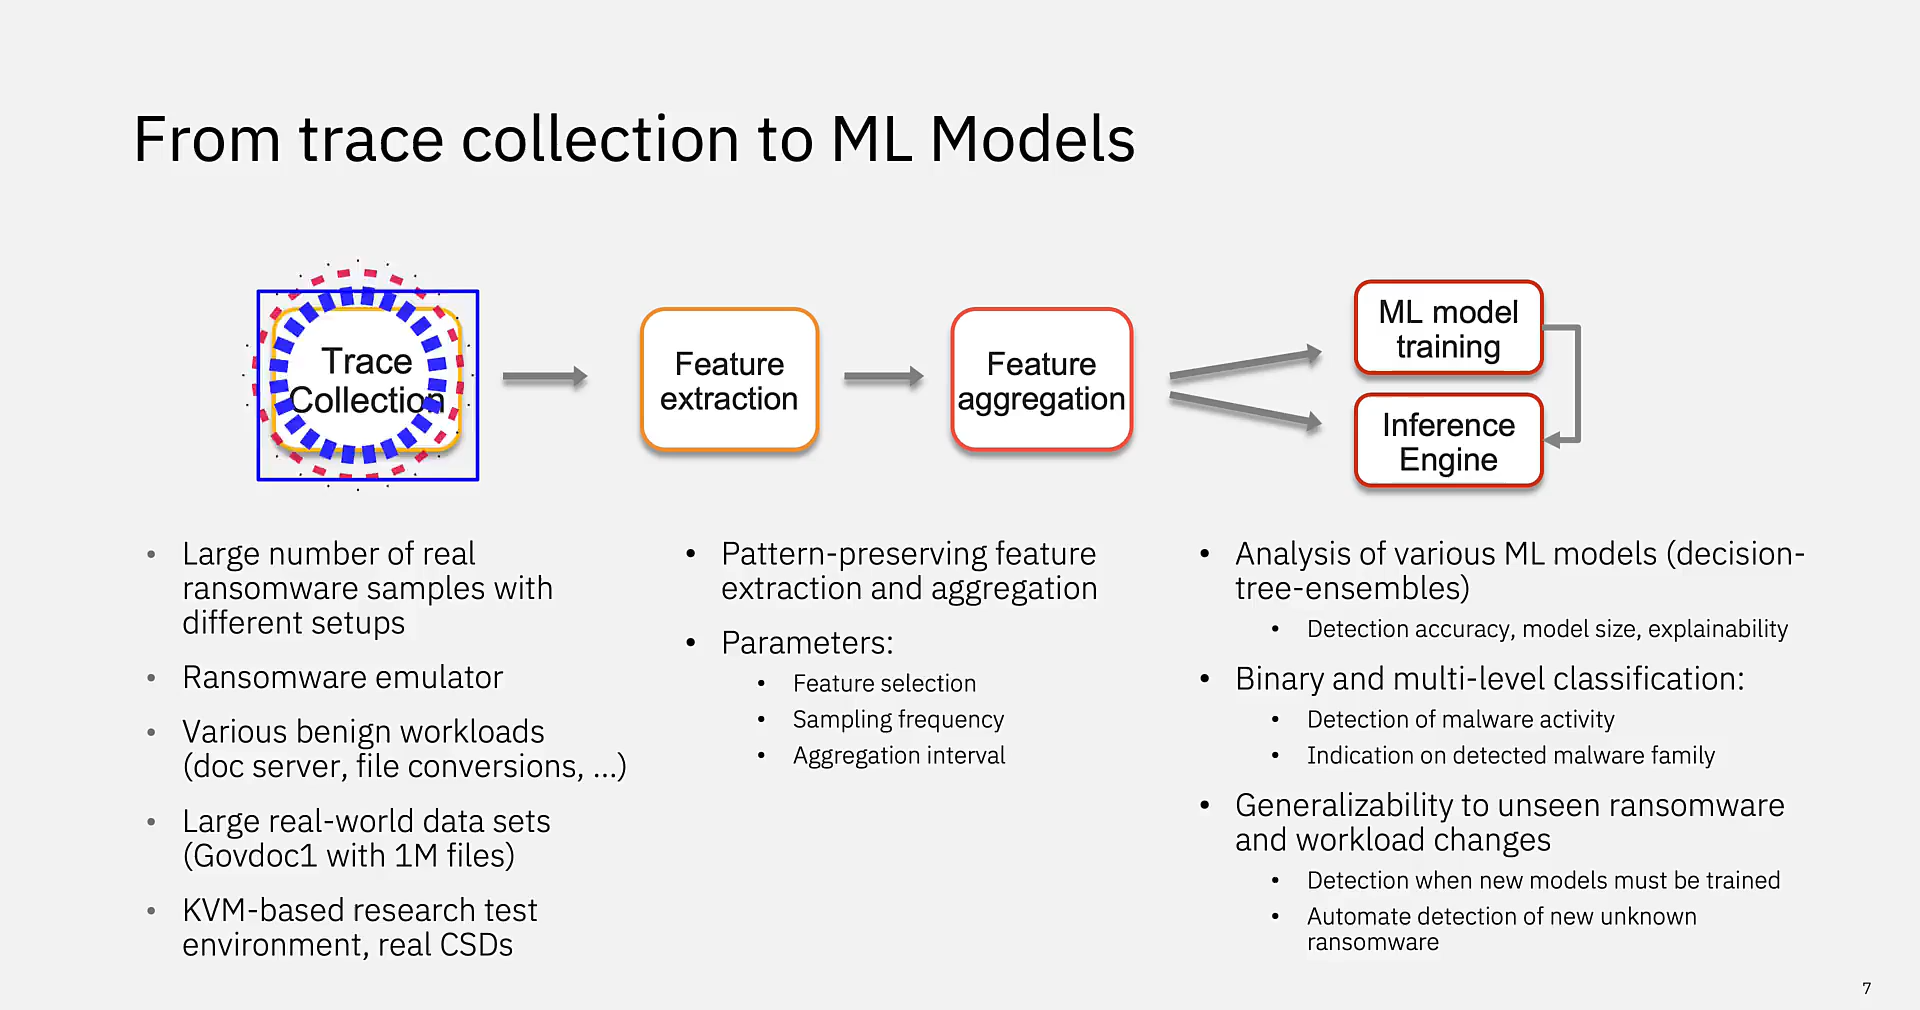 From trace collection to ML Models
Trace
Collection
Feature
extraction
Feature
aggregation
ML model
training
Inference
Engine
• Large number of real
ransomware samples with
different setups
• Ransomware emulator
• Various benign workloads
(doc server, file conversions, ...)
• Large real-world data sets
(Govdoc1 with 1M files)
• KVM-based research test
environment, real CSDs
• Pattern-preserving feature
extraction and aggregation
• Parameters:
• Feature selection
• Sampling frequency
• Aggregation interval
• Analysis of various ML models (decision-
tree-ensembles)
• Detection accuracy, model size, explainability
• Binary and multi-level classification:
• Detection of malware activity
• Indication on detected malware family
• Generalizability to unseen ransomware
and workload changes
• Detection when new models must be trained
• Automate detection of new unknown
ransomware
7